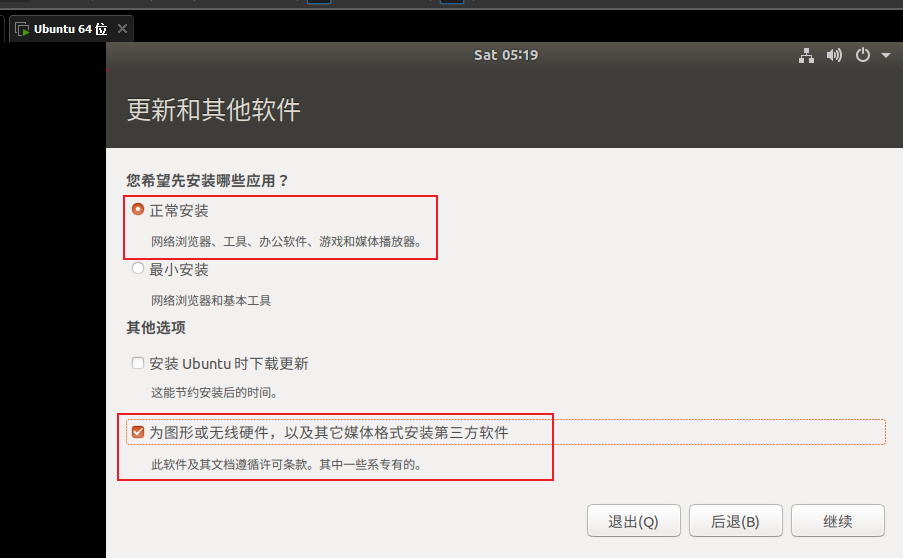 Ubuntu 64 位
Sat 05:19
更新和其他软件
您希望先安装哪些应用？
正常安装
网络浏览器、工具、办公软件、游戏和媒体播放器。
最小安装
网络浏览器和基本工具
其他选项
安装 Ubuntu 时下载更新
这能节约安装后的时间。
为图形或无线硬件，以及其它媒体格式安装第三方软件
此软件及其文档遵循许可条款。其中一些系专有的。
退出(Q) 后退(B) 继续